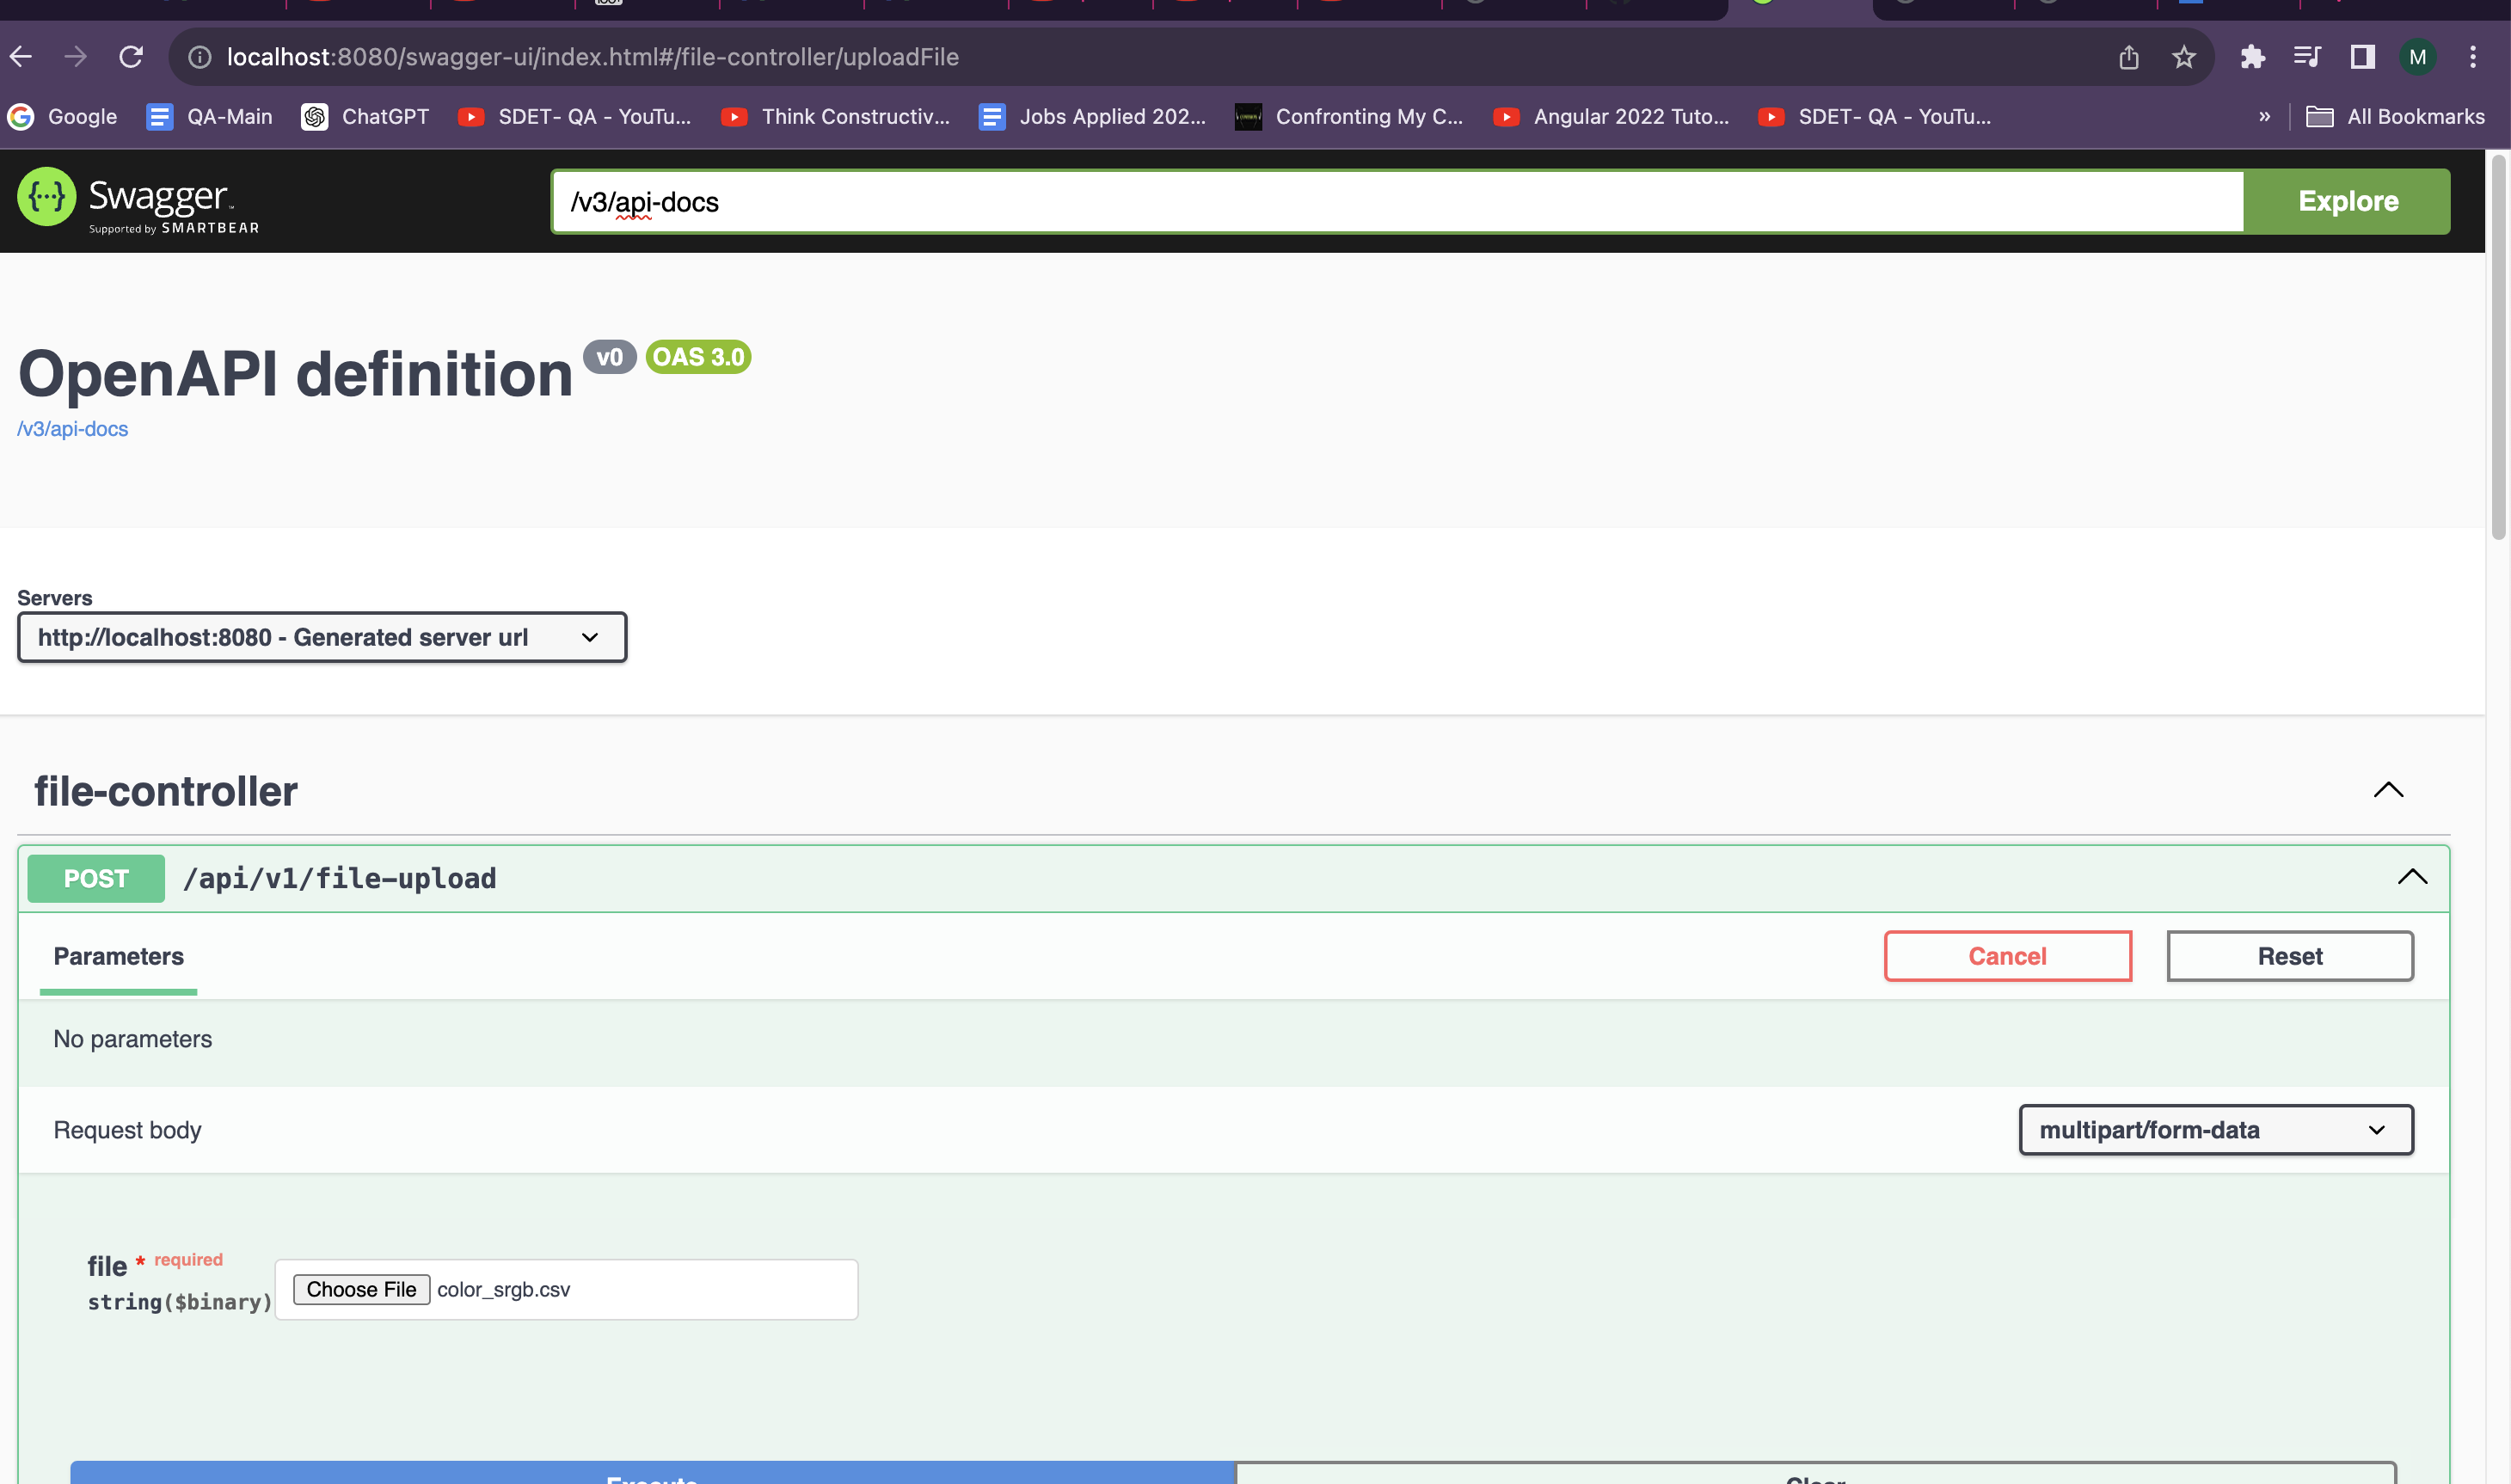 localhost:8080/swagger-ui/index.html#/file-controller/uploadFile
M
Google QA-Main ChatGPT SDET- QA - YouTu... Think Constructiv... Jobs Applied 202... Confronting My C... Angular 2022 Tuto... SDET- QA - YouTu... » All Bookmarks
{···} Swagger™
Supported by SMARTBEAR
/v3/api-docs
Explore
OpenAPI definition v0 OAS 3.0
/v3/api-docs
Servers
http://localhost:8080 - Generated server url
file-controller
POST /api/v1/file-upload
Parameters
Cancel
Reset
No parameters
Request body
multipart/form-data
file * required
string($binary)
Choose File color_srgb.csv
Execute
Clear